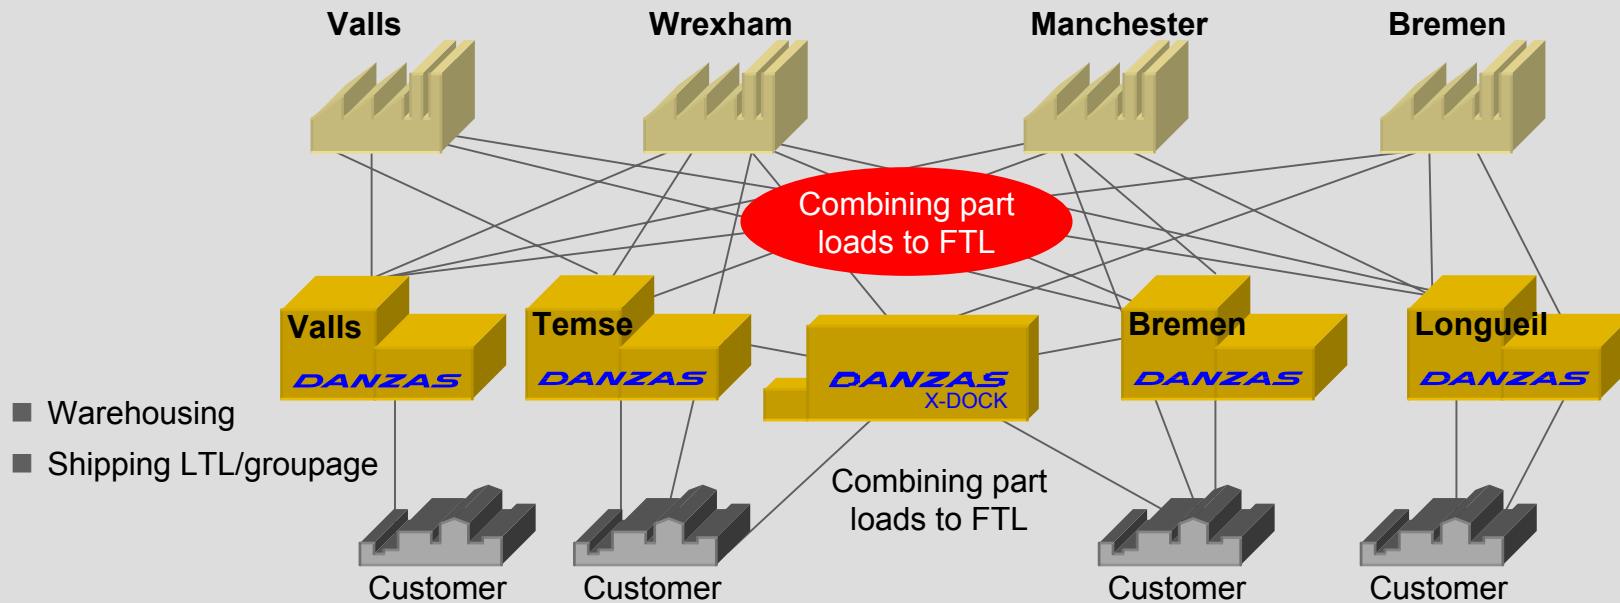 Valls
Wrexham
Manchester
Bremen
Combining part
loads to FTL
Valls
DANZAS
Temse
DANZAS
DANZAS
X-DOCK
Bremen
DANZAS
Longueil
DANZAS
Warehousing
Shipping LTL/groupage
Combining part
loads to FTL
Customer
Customer
Customer
Customer